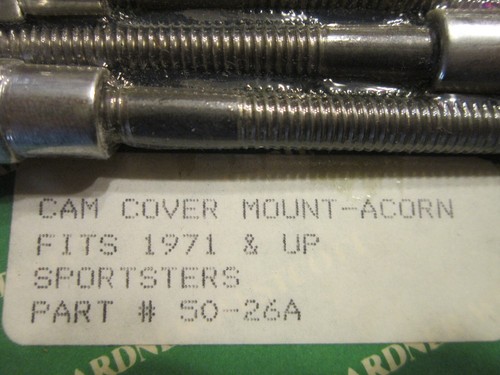 CAM COVER MOUNT-ACORN
FITS 1971 & UP
SPORTSTERS
PART # 50-26A